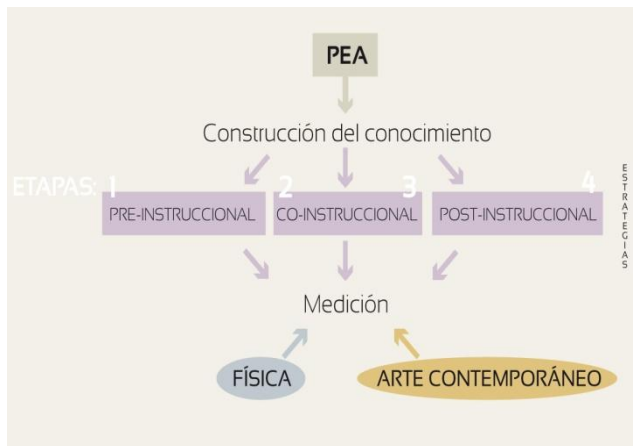 PEA
Construcción del conocimiento
ETAPAS: 1 2 3 4
PRE-INSTRUCCIONAL CO-INSTRUCCIONAL POST-INSTRUCCIONAL
ESTRATEGIAS
Medición
FÍSICA ARTE CONTEMPORÁNEO